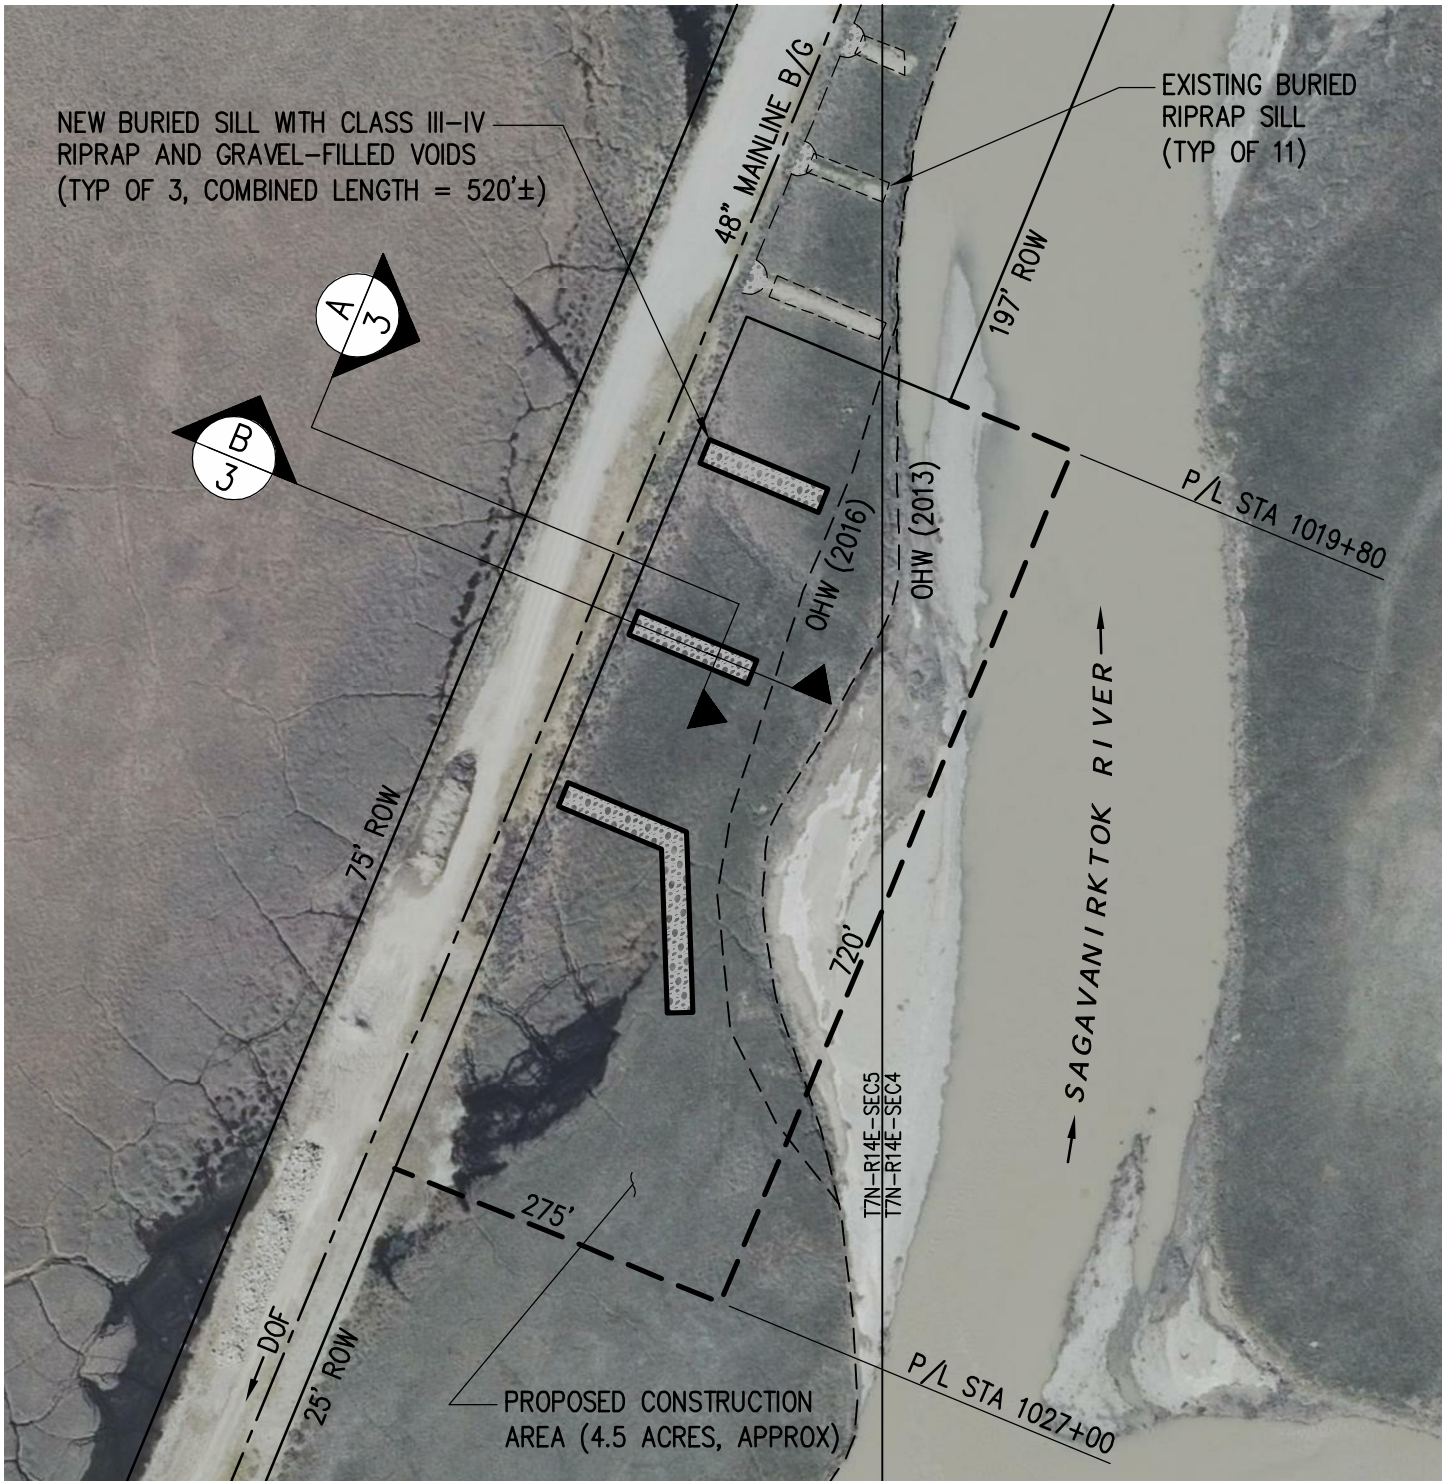 48" MAINLINE B/G
EXISTING BURIED
RIPRAP SILL
(TYP OF 11)
NEW BURIED SILL WITH CLASS III-IV
RIPRAP AND GRAVEL-FILLED VOIDS
(TYP OF 3, COMBINED LENGTH = 520'±)
197' ROW
A
3
B
3
P/L STA 1019+80
OHW (2016)
OHW (2013)
SAGAVANIRKTOK RIVER
75' ROW
720'
T7N-R14E-SEC5
T7N-R14E-SEC4
275'
DOF
25' ROW
P/L STA 1027+00
PROPOSED CONSTRUCTION
AREA (4.5 ACRES, APPROX)